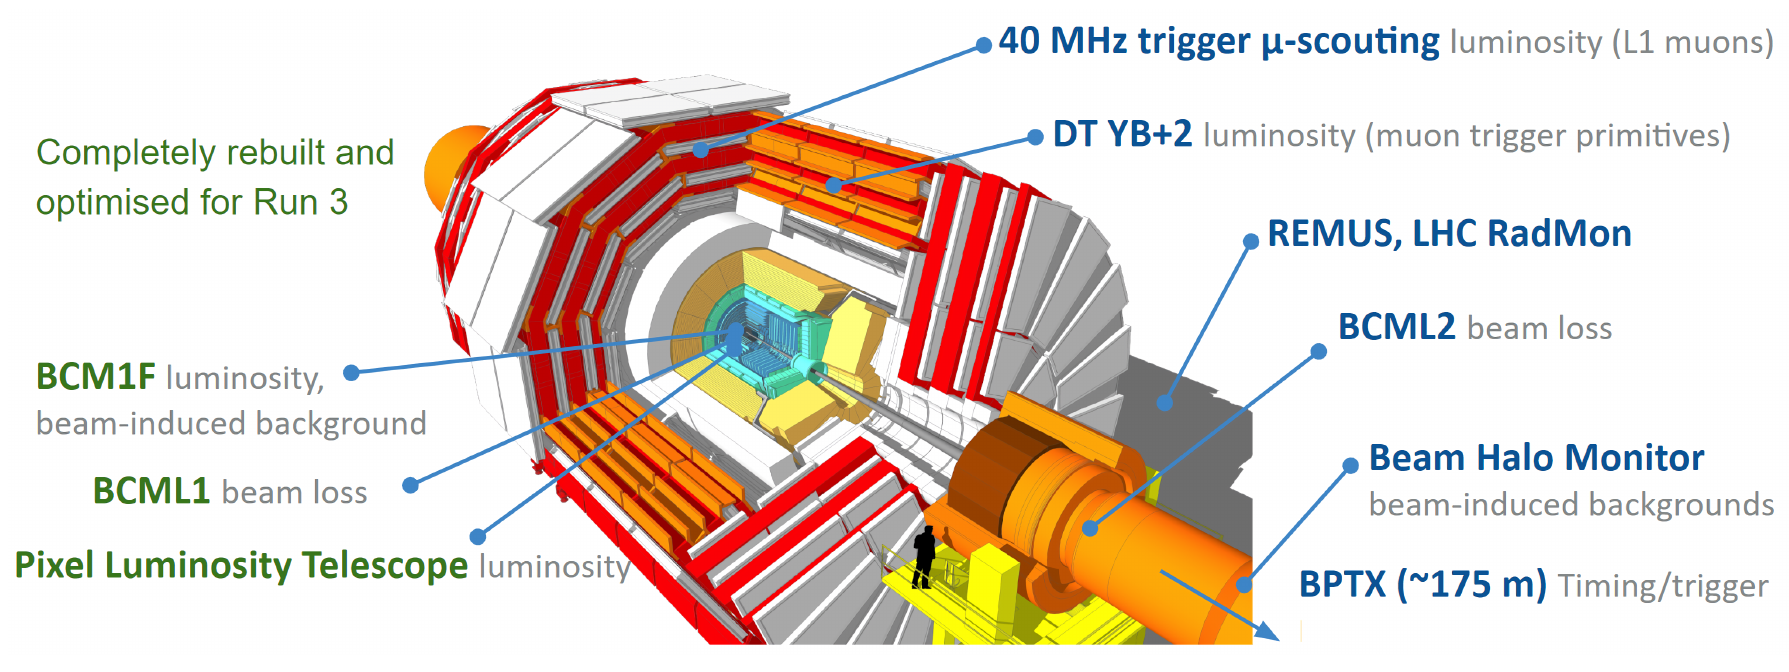 40 MHz trigger μ-scouting luminosity (L1 muons)
DT YB+2 luminosity (muon trigger primitives)
Completely rebuilt and
optimised for Run 3
REMUS, LHC RadMon
BCML2 beam loss
BCM1F luminosity,
beam-induced background
Beam Halo Monitor
beam-induced backgrounds
BCML1 beam loss
Pixel Luminosity Telescope luminosity
BPTX (~175 m) Timing/trigger